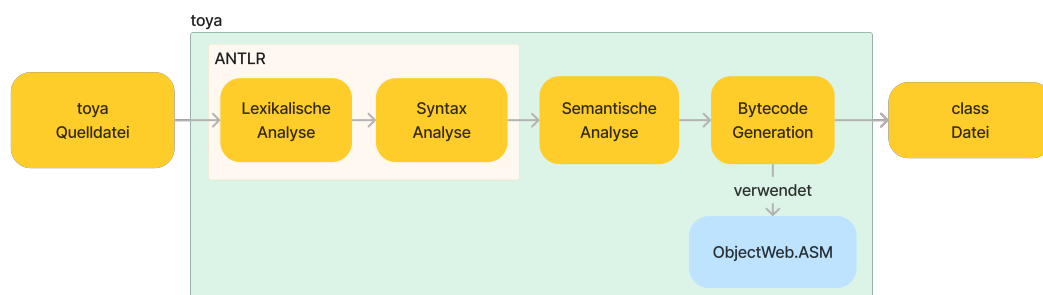 toya
ANTLR
toya
Quelldatei
Lexikalische
Analyse
Syntax
Analyse
Semantische
Analyse
Bytecode
Generation
class
Datei
verwendet
ObjectWeb.ASM